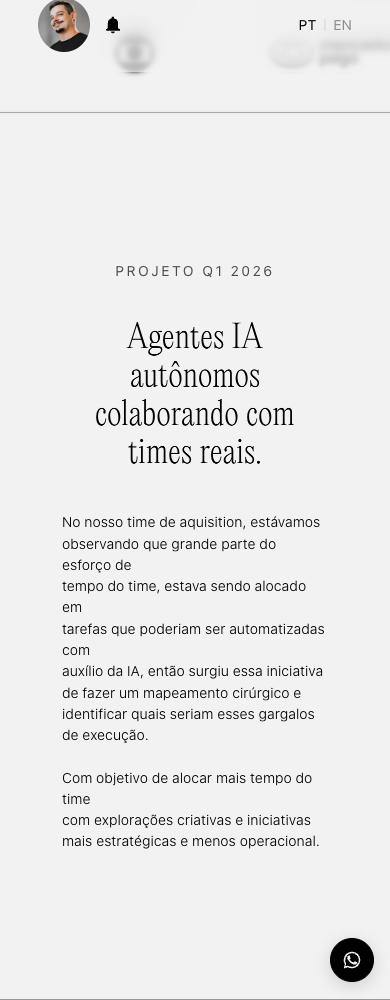 PT | EN
PROJETO Q1 2026
Agentes IA
autônomos
colaborando com
times reais.
No nosso time de aquisition, estávamos
observando que grande parte do
esforço de
tempo do time, estava sendo alocado
em
tarefas que poderiam ser automatizadas
com
auxílio da IA, então surgiu essa iniciativa
de fazer um mapeamento cirúrgico e
identificar quais seriam esses gargalos
de execução.
Com objetivo de alocar mais tempo do
time
com explorações criativas e iniciativas
mais estratégicas e menos operacional.